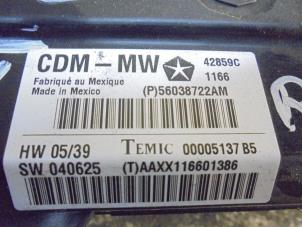 CDM-MW 42859C
Fabriqué au Mexique 1166
Made in Mexico (P)56038722AM
HW 05/39 TEMIC 00005137 B5
SW 040625 (T)AAXX116601386